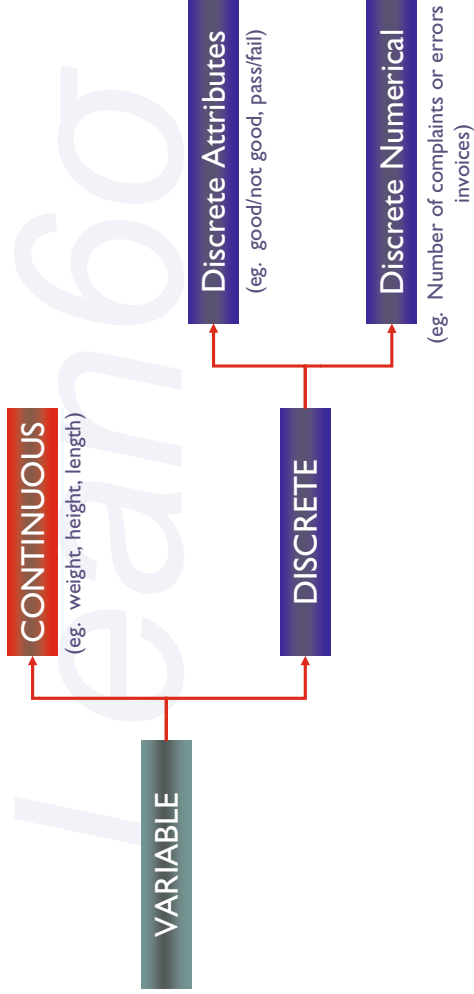 Lean6σ
VARIABLE
CONTINUOUS
(eg. weight, height, length)
DISCRETE
Discrete Attributes
(eg. good/not good, pass/fail)
Discrete Numerical
(eg. Number of complaints or errors
invoices)